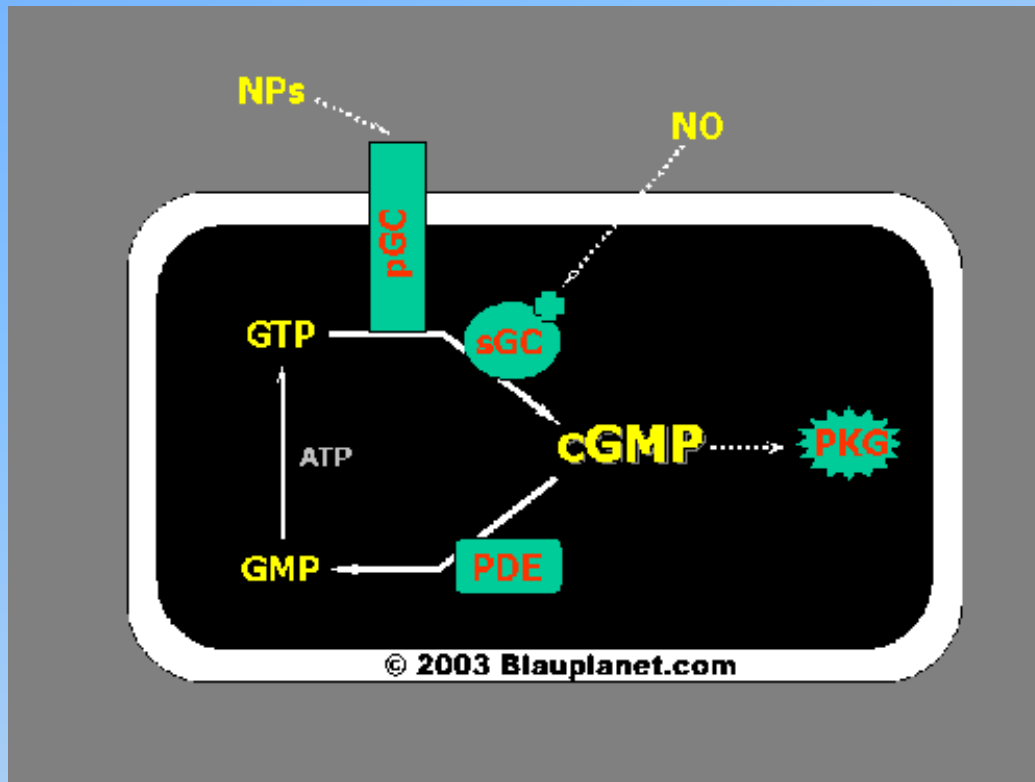 NPs
NO
pGC
GTP
sGC
cGMP
PKG
ATP
GMP
PDE
© 2003 Blauplanet.com